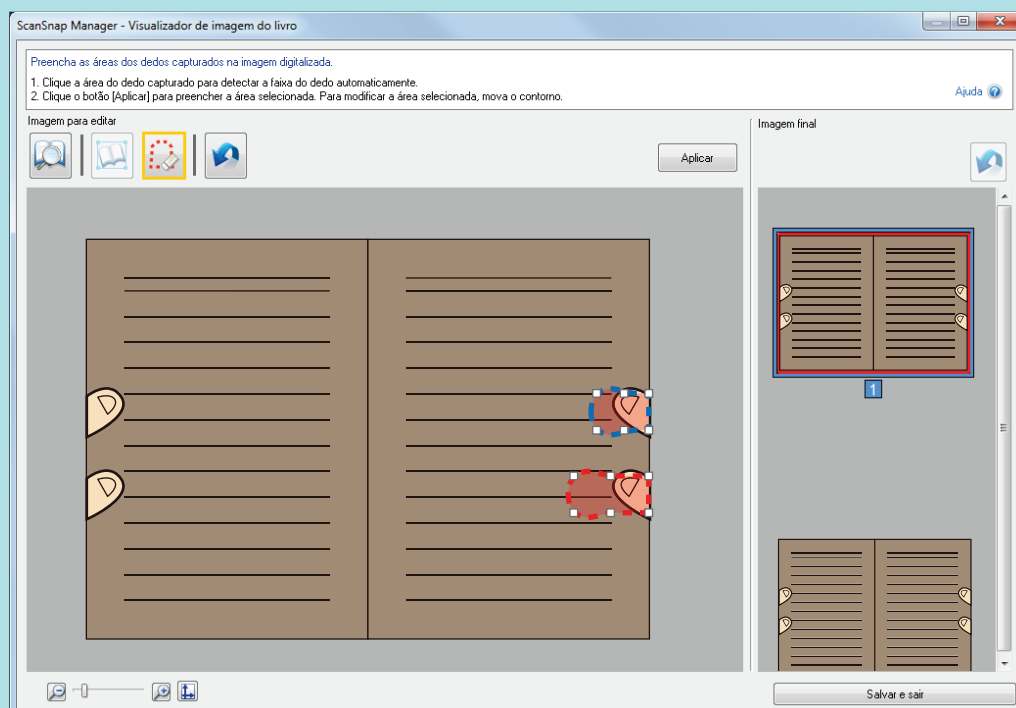 ScanSnap Manager - Visualizador de imagem do livro
Preencha as áreas dos dedos capturados na imagem digitalizada.
1. Clique a área do dedo capturado para detectar a faixa do dedo automaticamente.
2. Clique o botão [Aplicar] para preencher a área selecionada. Para modificar a área selecionada, mova o contorno.
Ajuda
Imagem para editar
Aplicar
Imagem final
1
Salvar e sair